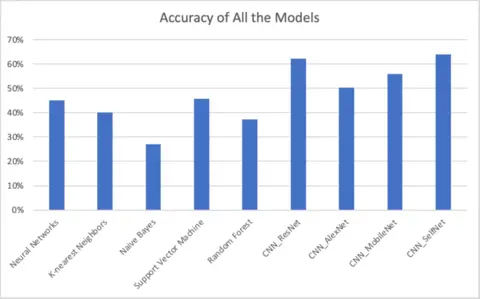 Accuracy of All the Models
70%
60%
50%
40%
30%
20%
10%
0%
Neural Networks
K-nearest Neighbors
Naive Bayes
Support Vector Machine
Random Forest
CNN_ResNet
CNN_AlexNet
CNN_MobileNet
CNN_SelfNet